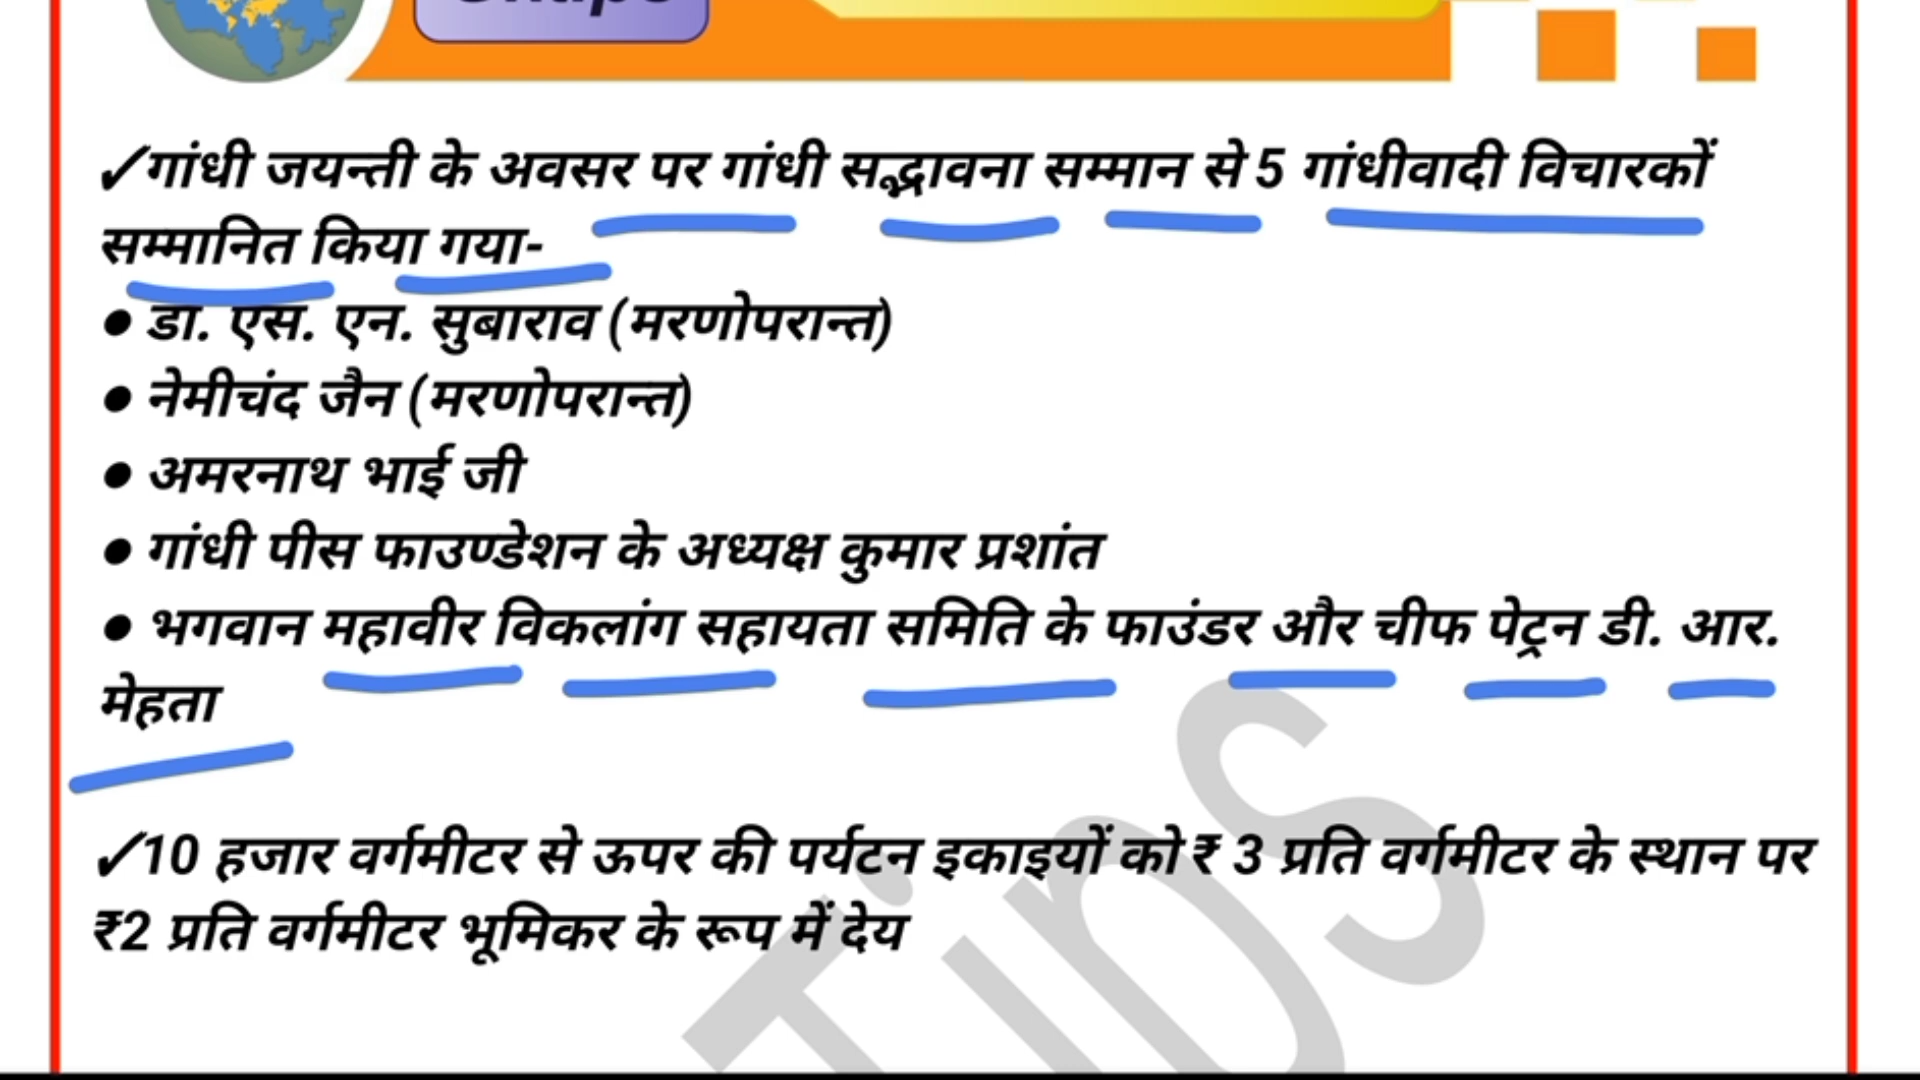 ✓गांधी जयन्ती के अवसर पर गांधी सद्भावना सम्मान से 5 गांधीवादी विचारकों
सम्मानित किया गया-
● डा. एस. एन. सुबाराव (मरणोपरान्त)
● नेमीचंद जैन (मरणोपरान्त)
● अमरनाथ भाई जी
● गांधी पीस फाउण्डेशन के अध्यक्ष कुमार प्रशांत
● भगवान महावीर विकलांग सहायता समिति के फाउंडर और चीफ पेट्रन डी. आर.
मेहता
✓10 हजार वर्गमीटर से ऊपर की पर्यटन इकाइयों को ₹ 3 प्रति वर्गमीटर के स्थान पर
₹2 प्रति वर्गमीटर भूमिकर के रूप में देय
Tips